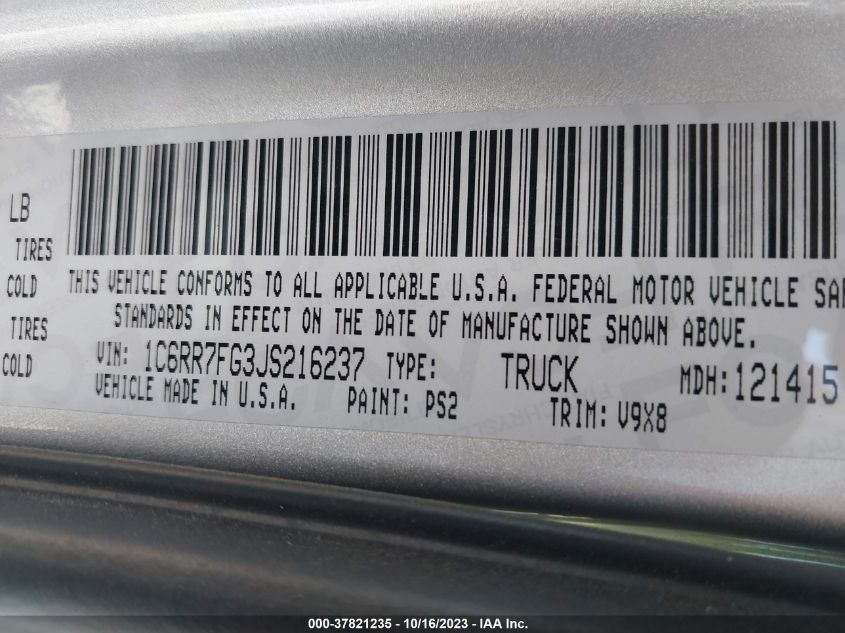 LB
TIRES
COLD
TIRES
COLD
THIS VEHICLE CONFORMS TO ALL APPLICABLE U.S.A. FEDERAL MOTOR VEHICLE SAF
STANDARDS IN EFFECT ON THE DATE OF MANUFACTURE SHOWN ABOVE.
VIN: 1C6RR7FG3JS216237 TYPE: TRUCK MDH: 121415
VEHICLE MADE IN U.S.A. PAINT: PS2 TRIM: V9X8
000-37821235 - 10/16/2023 - IAA Inc.